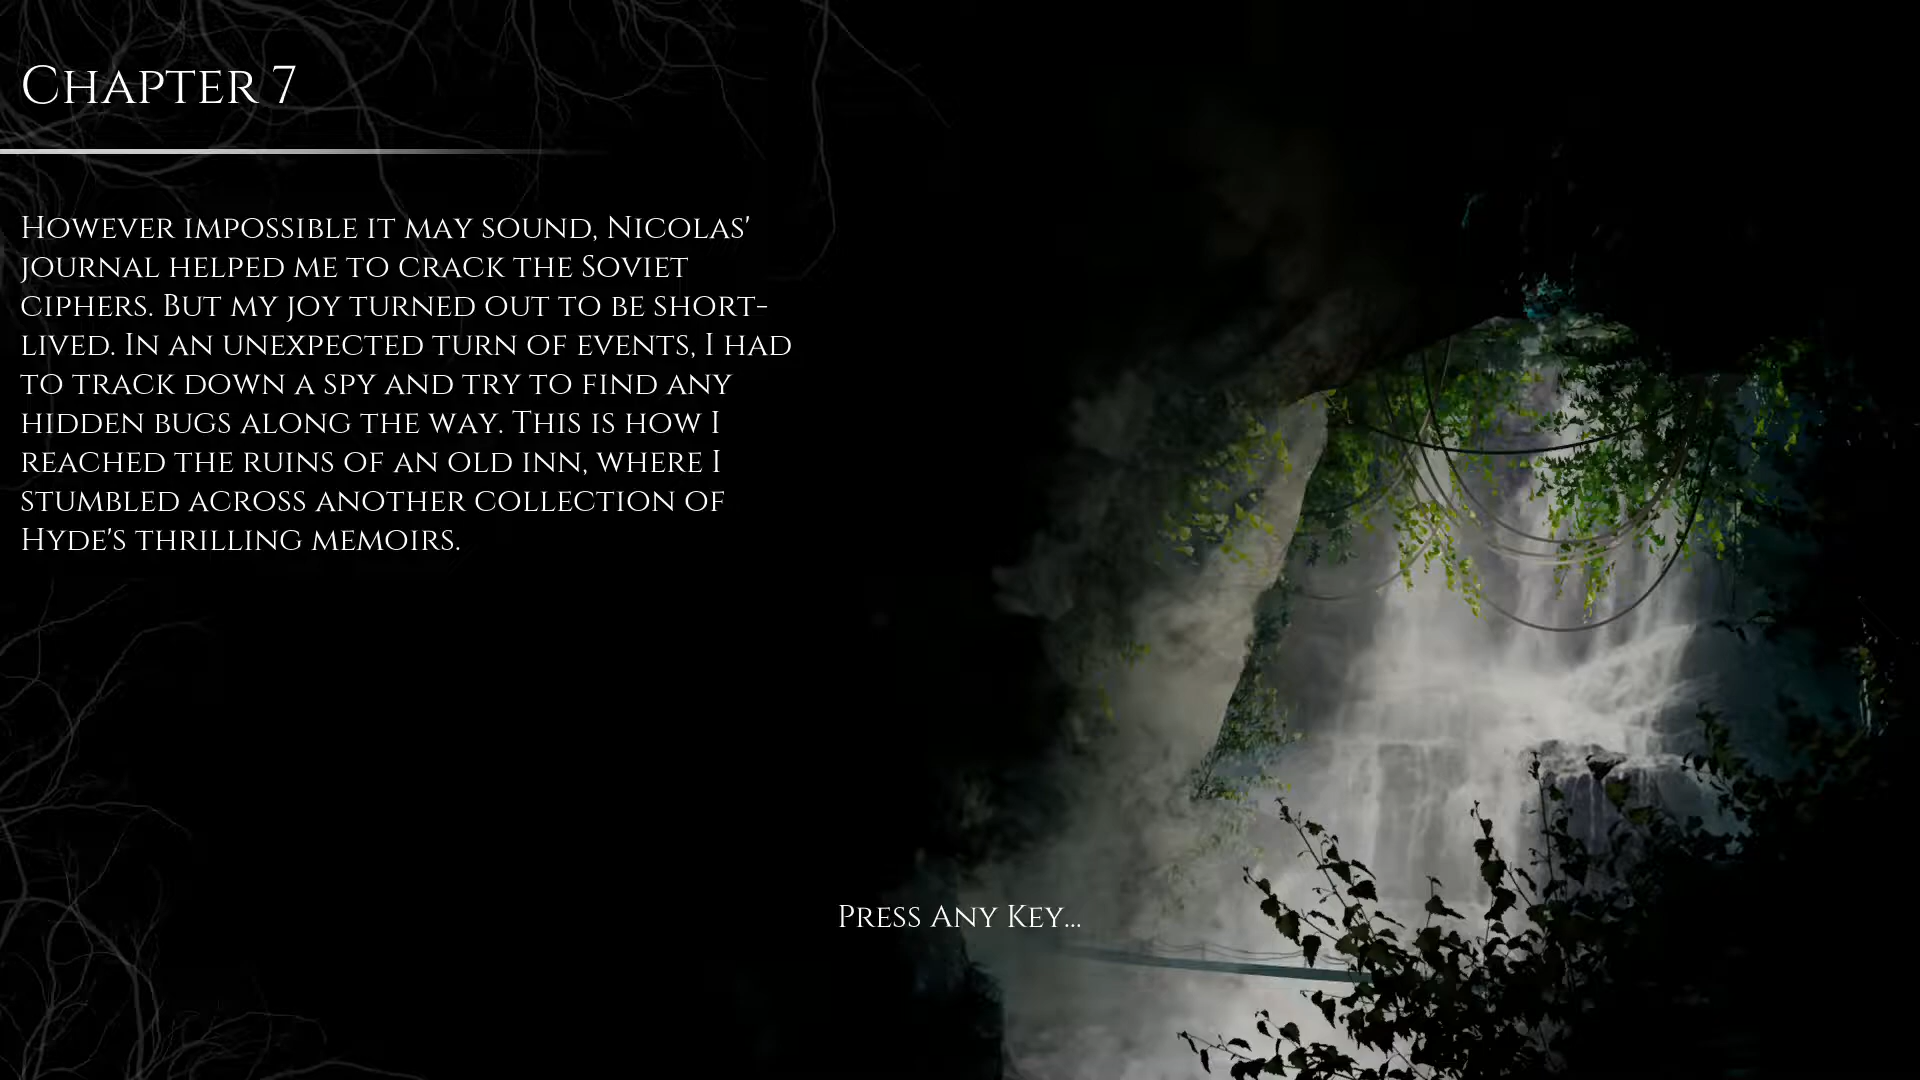 Chapter 7
However impossible it may sound, Nicolas'
journal helped me to crack the Soviet
ciphers. But my joy turned out to be short-
lived. In an unexpected turn of events, I had
to track down a spy and try to find any
hidden bugs along the way. This is how I
reached the ruins of an old inn, where I
stumbled across another collection of
Hyde's thrilling memoirs.
Press Any Key...